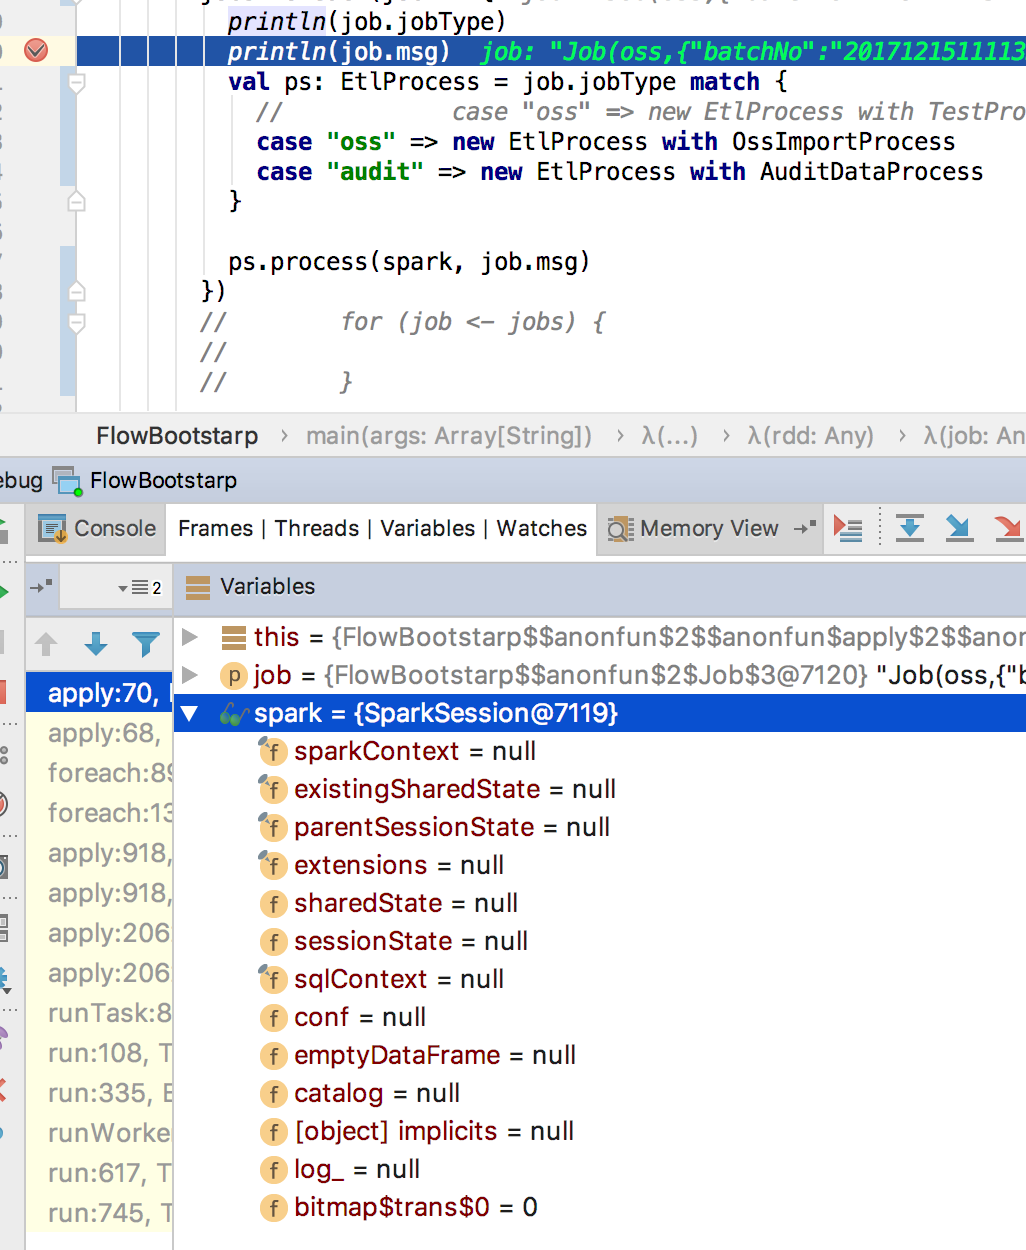 println(job.jobType)
println(job.msg) job: "Job(oss,{"batchNo":"2017121511113
val ps: EtlProcess = job.jobType match {
// case "oss" => new EtlProcess with TestPro
case "oss" => new EtlProcess with OssImportProcess
case "audit" => new EtlProcess with AuditDataProcess
}
ps.process(spark, job.msg)
})
// for (job <- jobs) {
//
// }
FlowBootstarp › main(args: Array[String]) › λ(...) › λ(rdd: Any) › λ(job: An
ebug FlowBootstarp
Console Frames | Threads | Variables | Watches Memory View
2 Variables
this = {FlowBootstarp$$anonfun$2$$anonfun$apply$2$$anon
job = {FlowBootstarp$$anonfun$2$Job$3@7120} "Job(oss,{"b
apply:70,
spark = {SparkSession@7119}
apply:68,
sparkContext = null
foreach:89
existingSharedState = null
foreach:13
parentSessionState = null
apply:918,
extensions = null
apply:918,
sharedState = null
apply:206
sessionState = null
apply:206
sqlContext = null
runTask:8
conf = null
run:108, T
emptyDataFrame = null
run:335, E
catalog = null
runWorke
[object] implicits = null
run:617, T
log_ = null
run:745, T
bitmap$trans$0 = 0